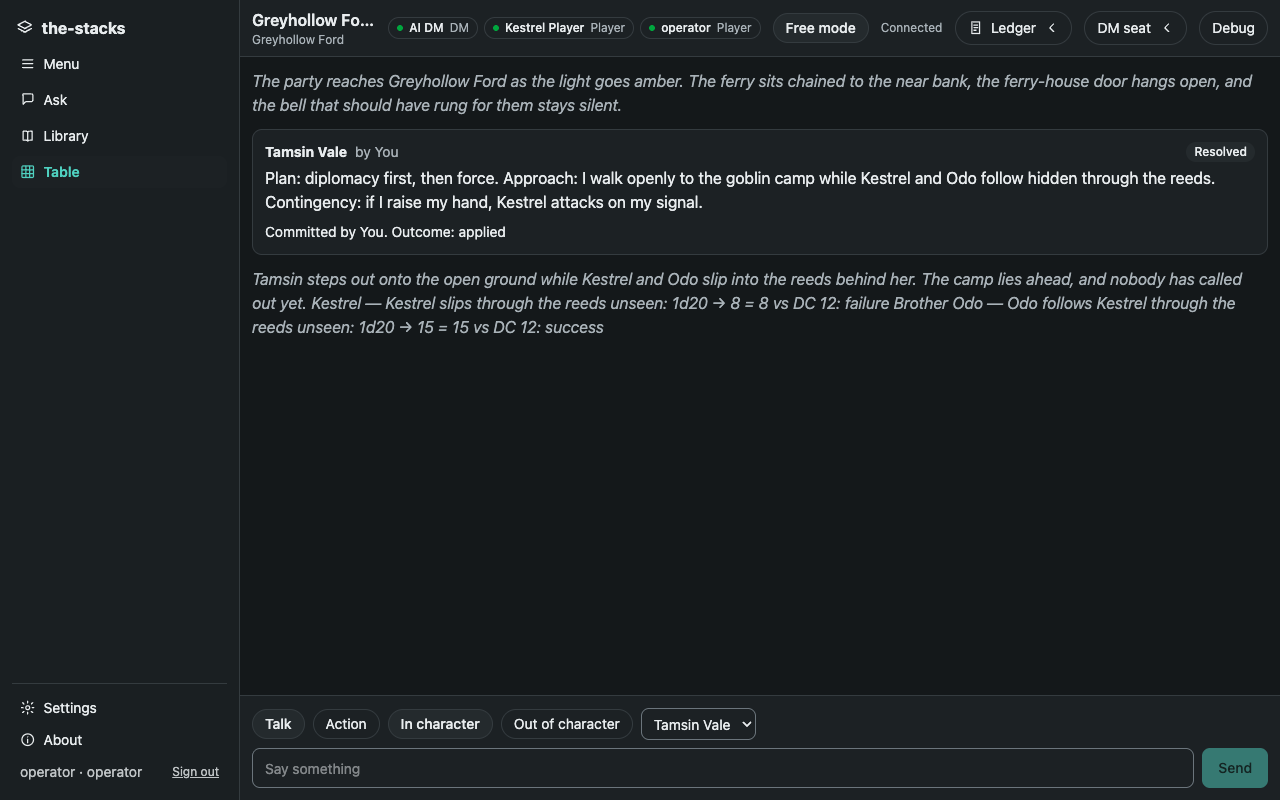 the-stacks
Menu
Ask
Library
Table
Settings
About
operator · operator
Sign out
Greyhollow Fo...
Greyhollow Ford
AI DM DM
Kestrel Player Player
operator Player
Free mode
Connected
Ledger
DM seat
Debug
The party reaches Greyhollow Ford as the light goes amber. The ferry sits chained to the near bank, the ferry-house door hangs open, and
the bell that should have rung for them stays silent.
Tamsin Vale by You
Resolved
Plan: diplomacy first, then force. Approach: I walk openly to the goblin camp while Kestrel and Odo follow hidden through the reeds.
Contingency: if I raise my hand, Kestrel attacks on my signal.
Committed by You. Outcome: applied
Tamsin steps out onto the open ground while Kestrel and Odo slip into the reeds behind her. The camp lies ahead, and nobody has called
out yet. Kestrel — Kestrel slips through the reeds unseen: 1d20 → 8 = 8 vs DC 12: failure Brother Odo — Odo follows Kestrel through the
reeds unseen: 1d20 → 15 = 15 vs DC 12: success
Talk
Action
In character
Out of character
Tamsin Vale
Say something
Send